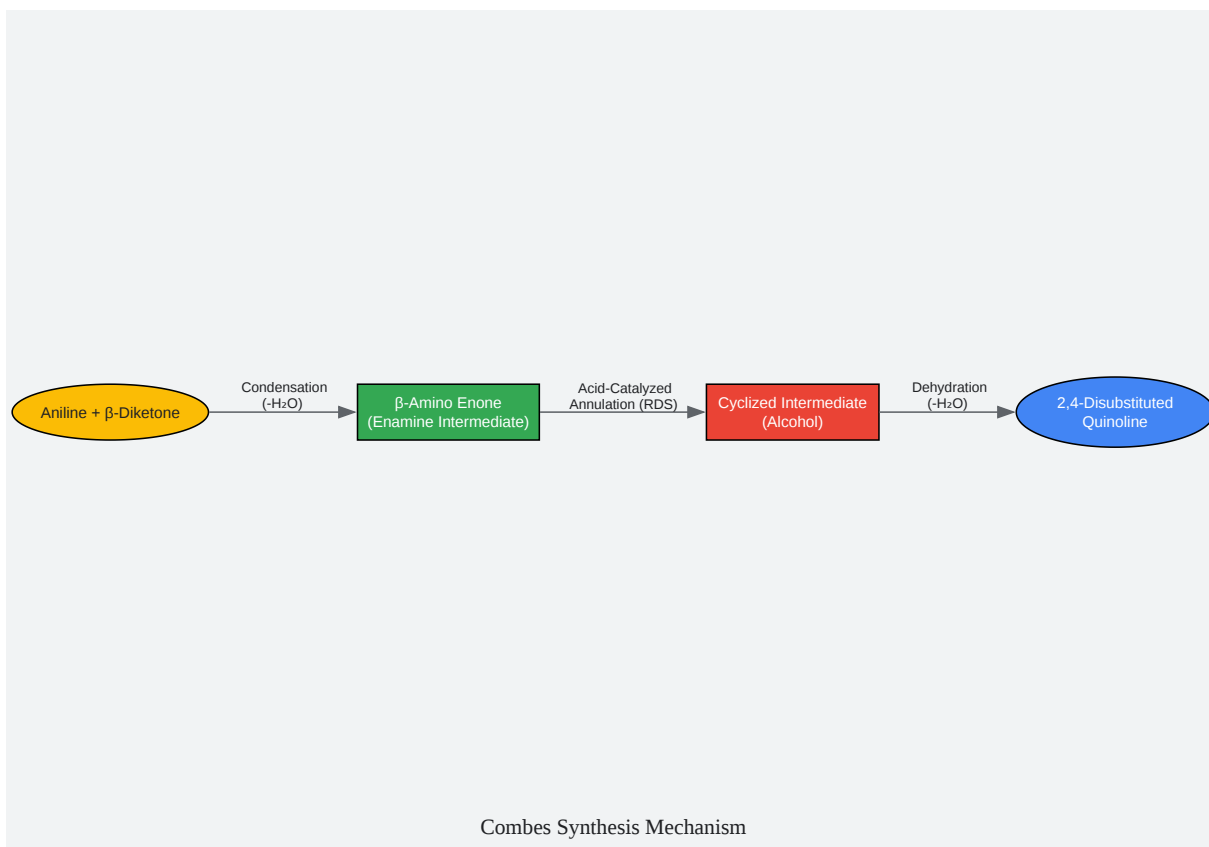 Aniline + β-Diketone
Condensation
(-H₂O)
β-Amino Enone
(Enamine Intermediate)
Acid-Catalyzed
Annulation (RDS)
Cyclized Intermediate
(Alcohol)
Dehydration
(-H₂O)
2,4-Disubstituted
Quinoline
Combes Synthesis Mechanism